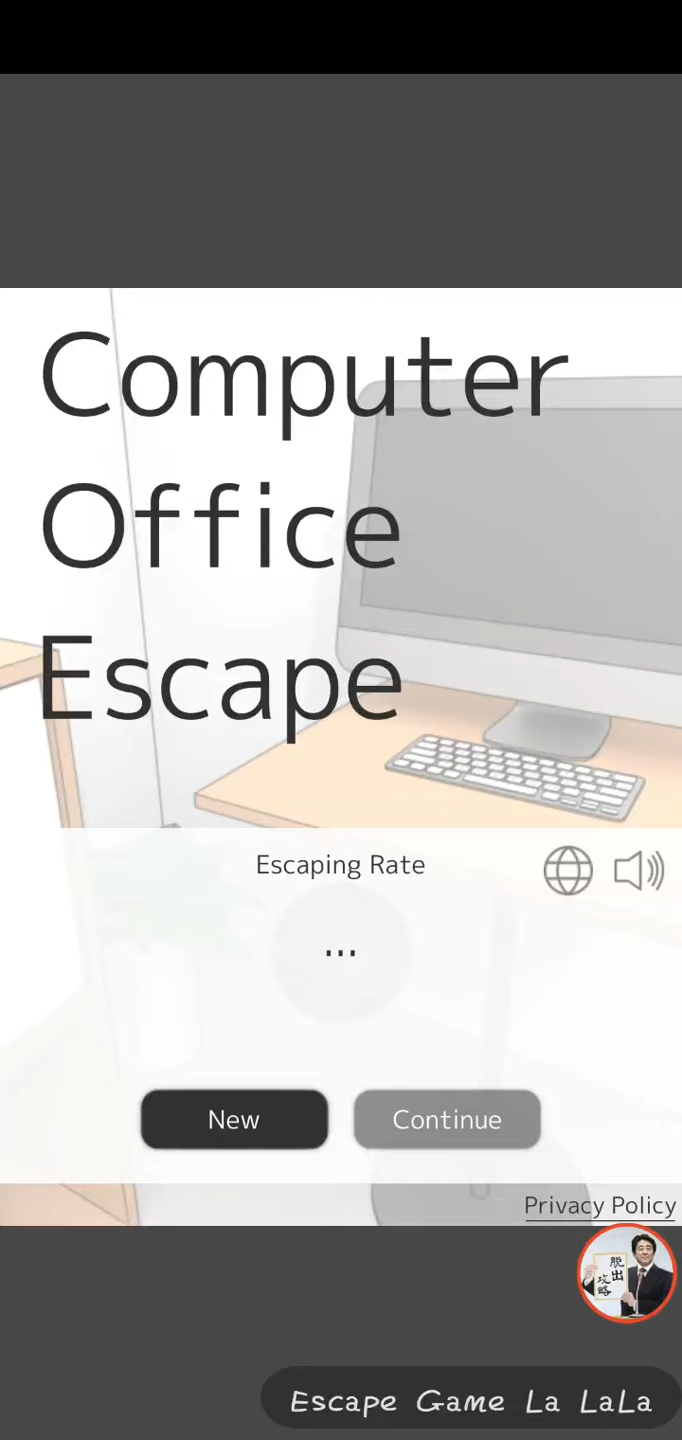 Computer
Office
Escape
Escaping Rate
...
New
Continue
Privacy Policy
脱出
攻略
Escape Game La LaLa